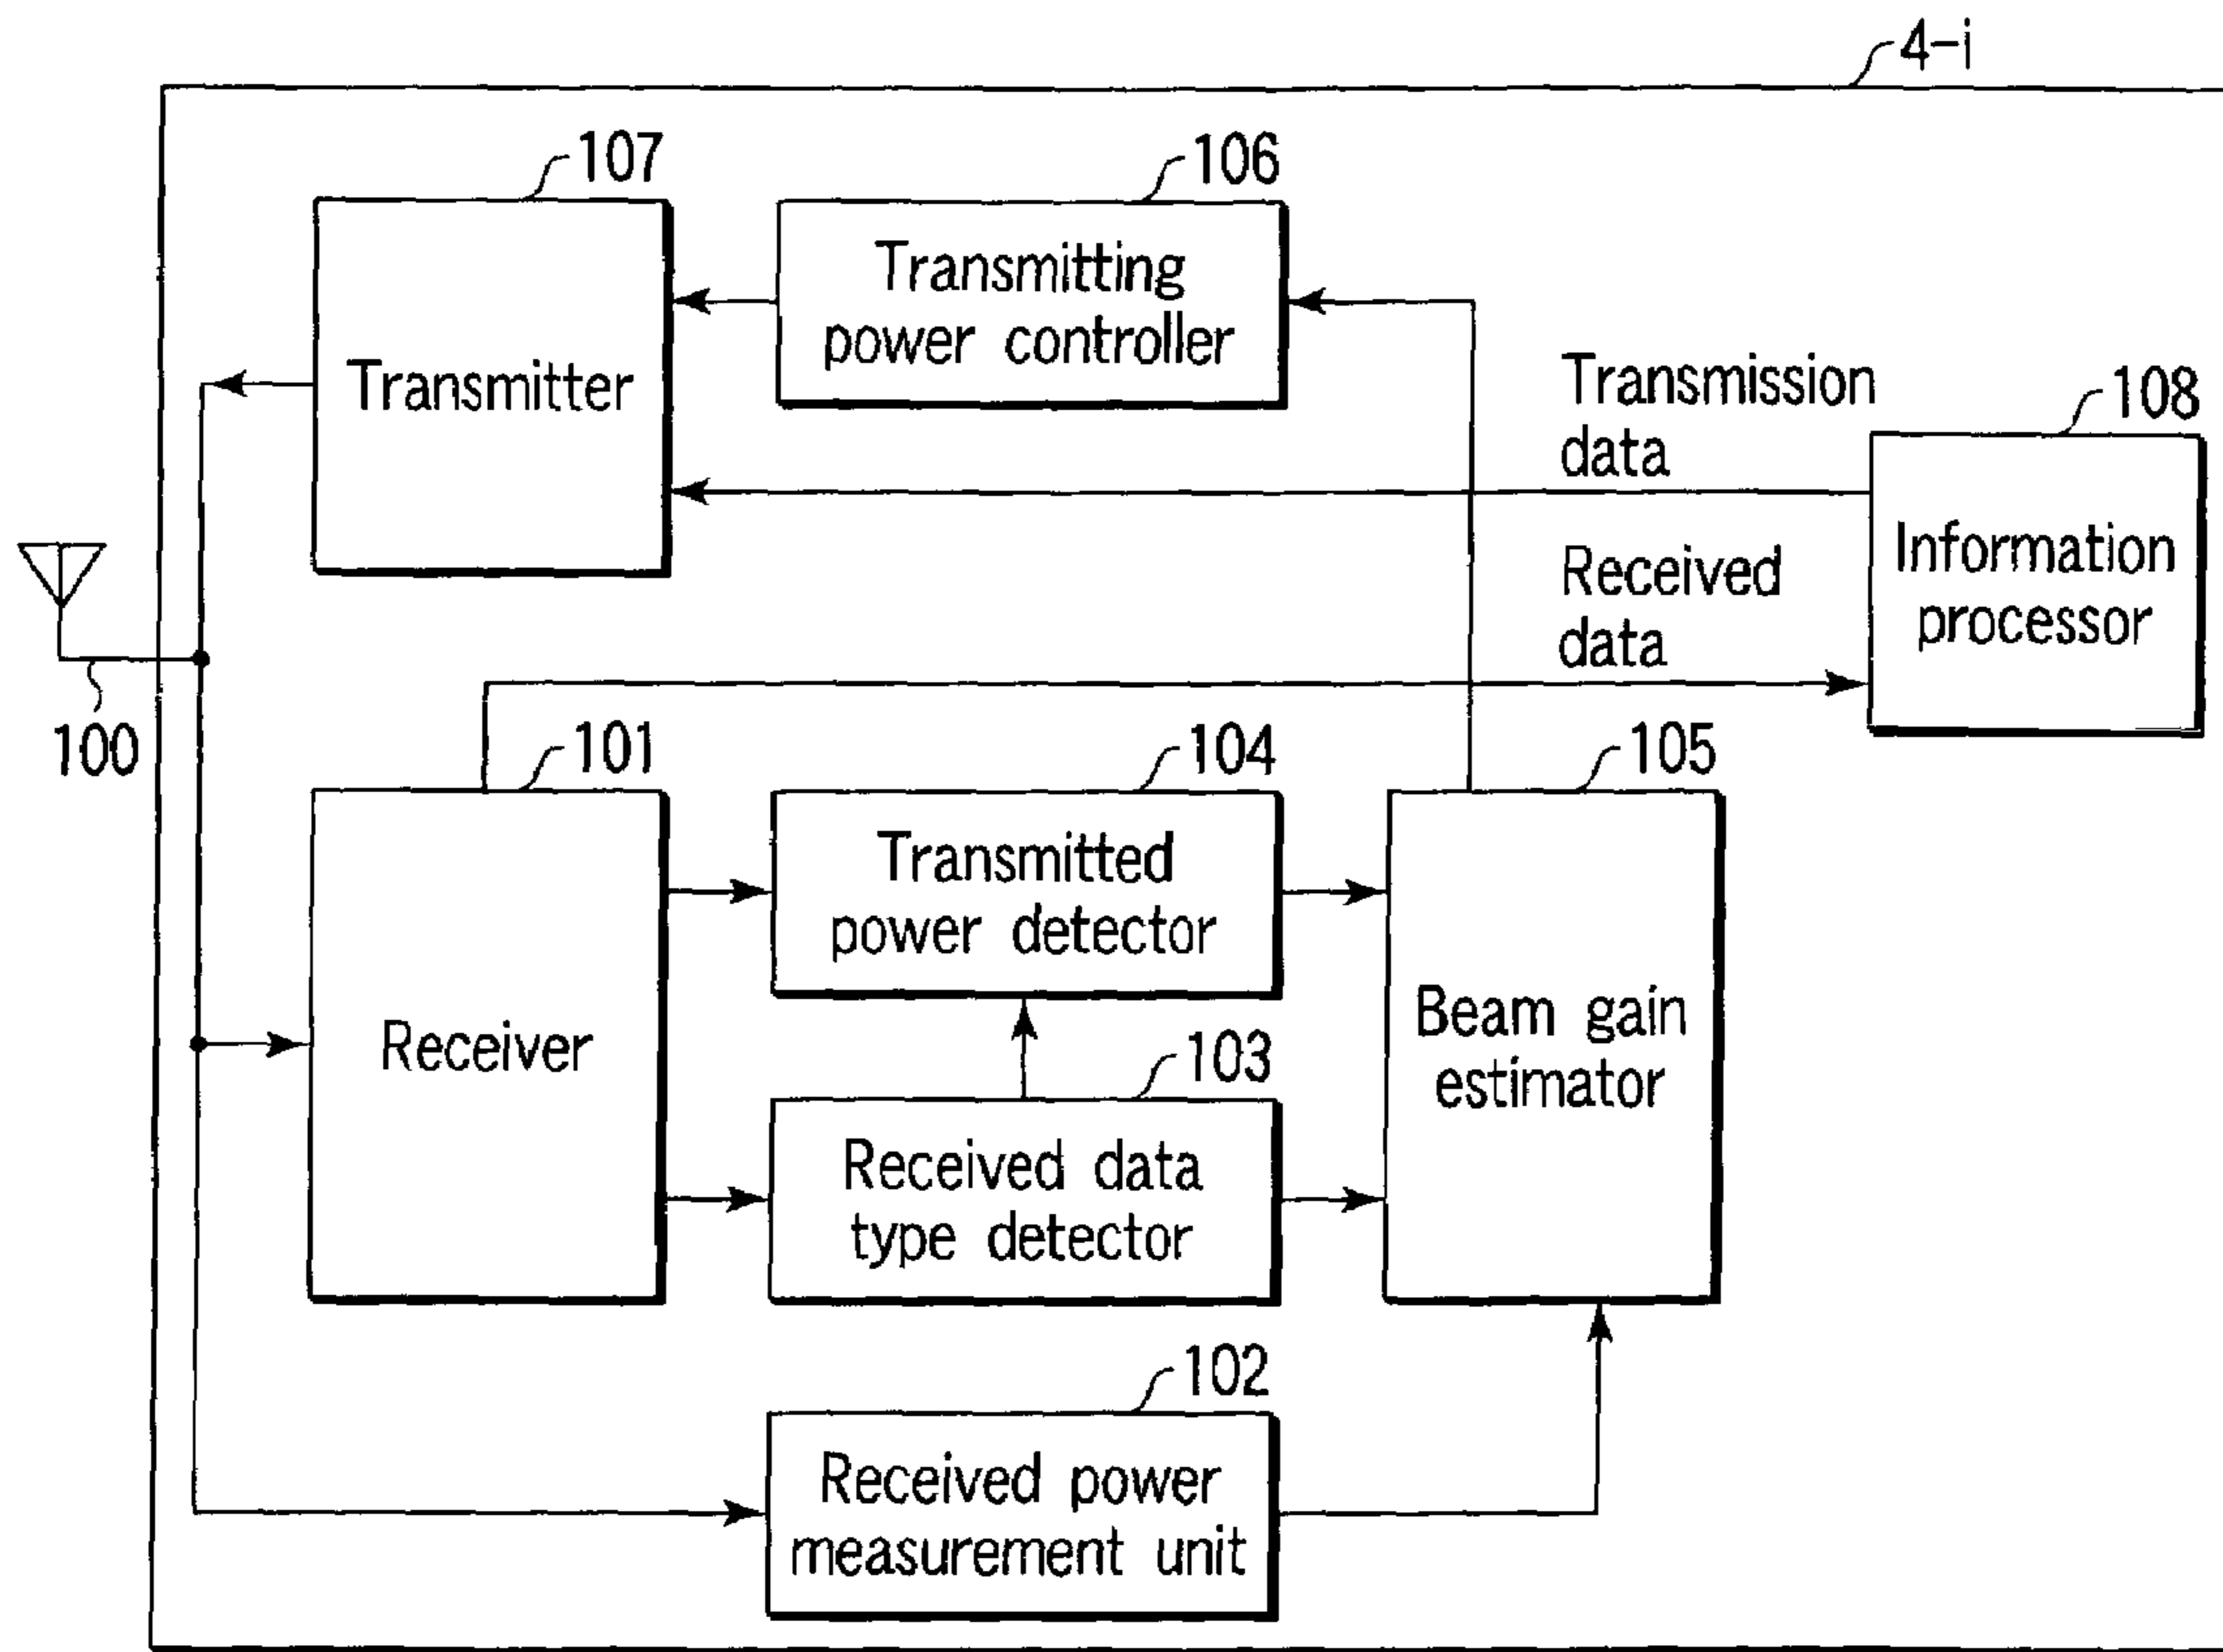 4-i
107
106
Transmitting
power controller
Transmitter
Transmission
data
108
Information
processor
Received
data
100
101
104
105
Transmitted
power detector
Receiver
Beam gain
estimator
103
Received data
type detector
102
Received power
measurement unit